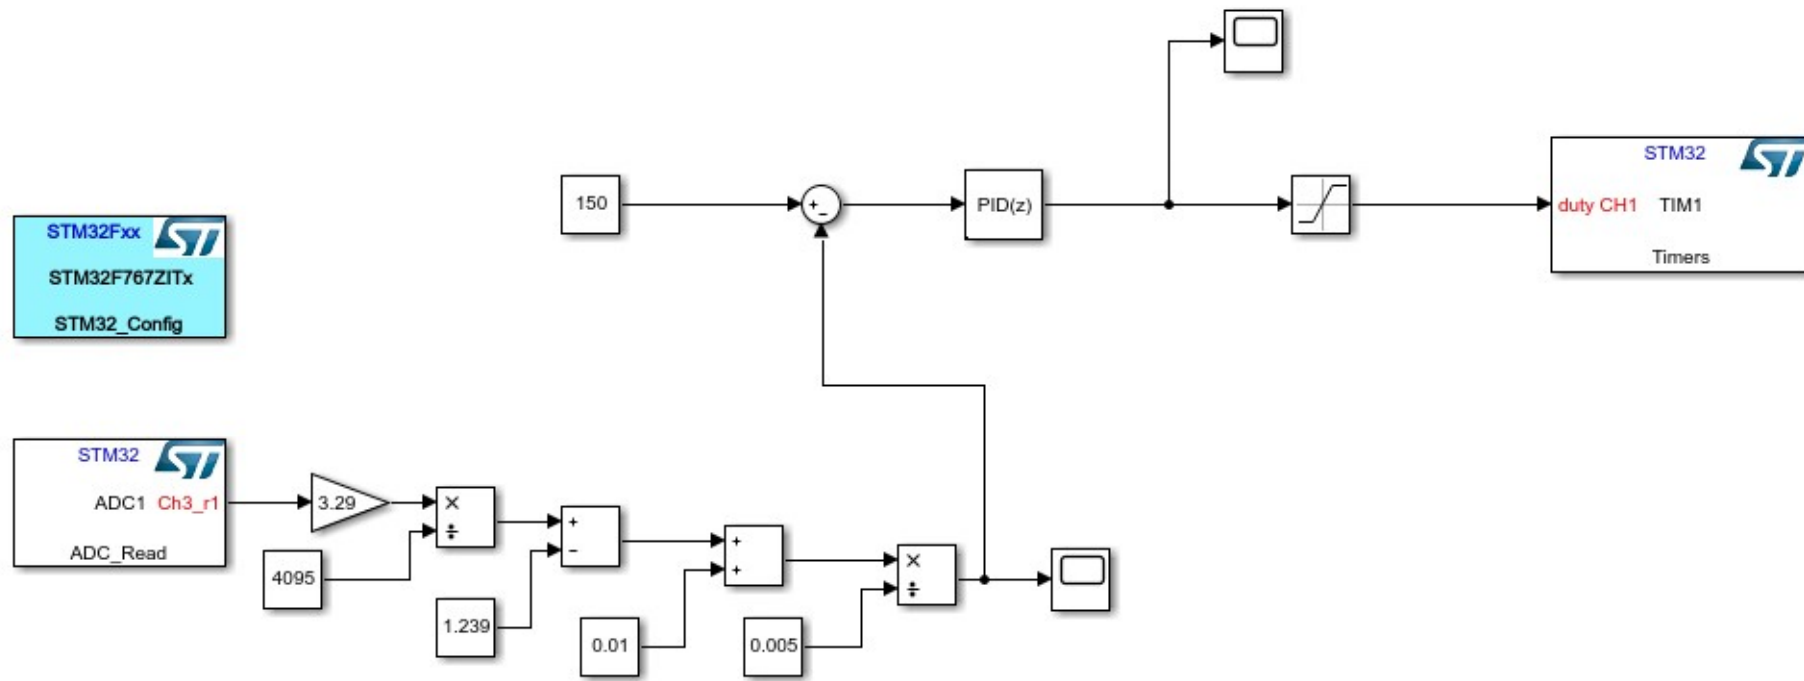 150
+
-
PID(z)
STM32
duty CH1 TIM1
Timers
STM32Fxx
STM32F767ZITx
STM32_Config
STM32
ADC1 Ch3_r1
ADC_Read
3.29
×
÷
4095
+
-
1.239
+
+
0.01
×
÷
0.005